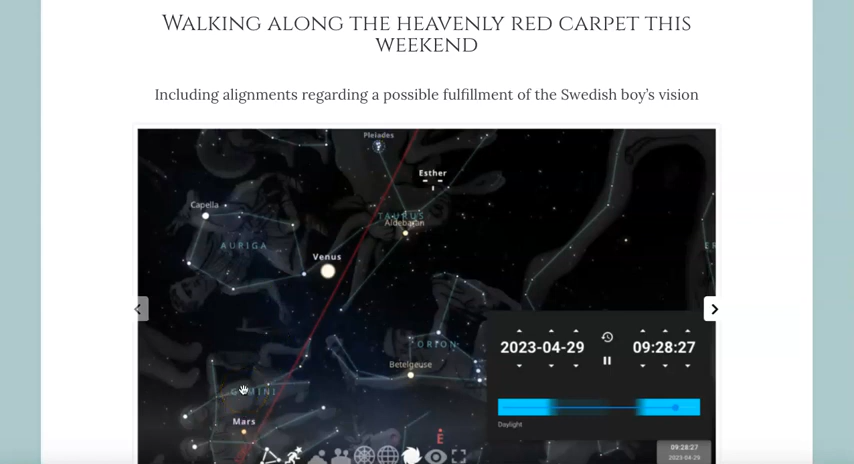 Walking along the heavenly red carpet this
weekend
Including alignments regarding a possible fulfillment of the Swedish boy's vision
Pleiades
Esther
Capella
TAURUS
Aldebaran
AURIGA
ER
Venus
2023-04-29 09:28:27
ORION
Betelgeuse
GEMINI
Daylight
Mars
E
09:28:27
2023-04-29